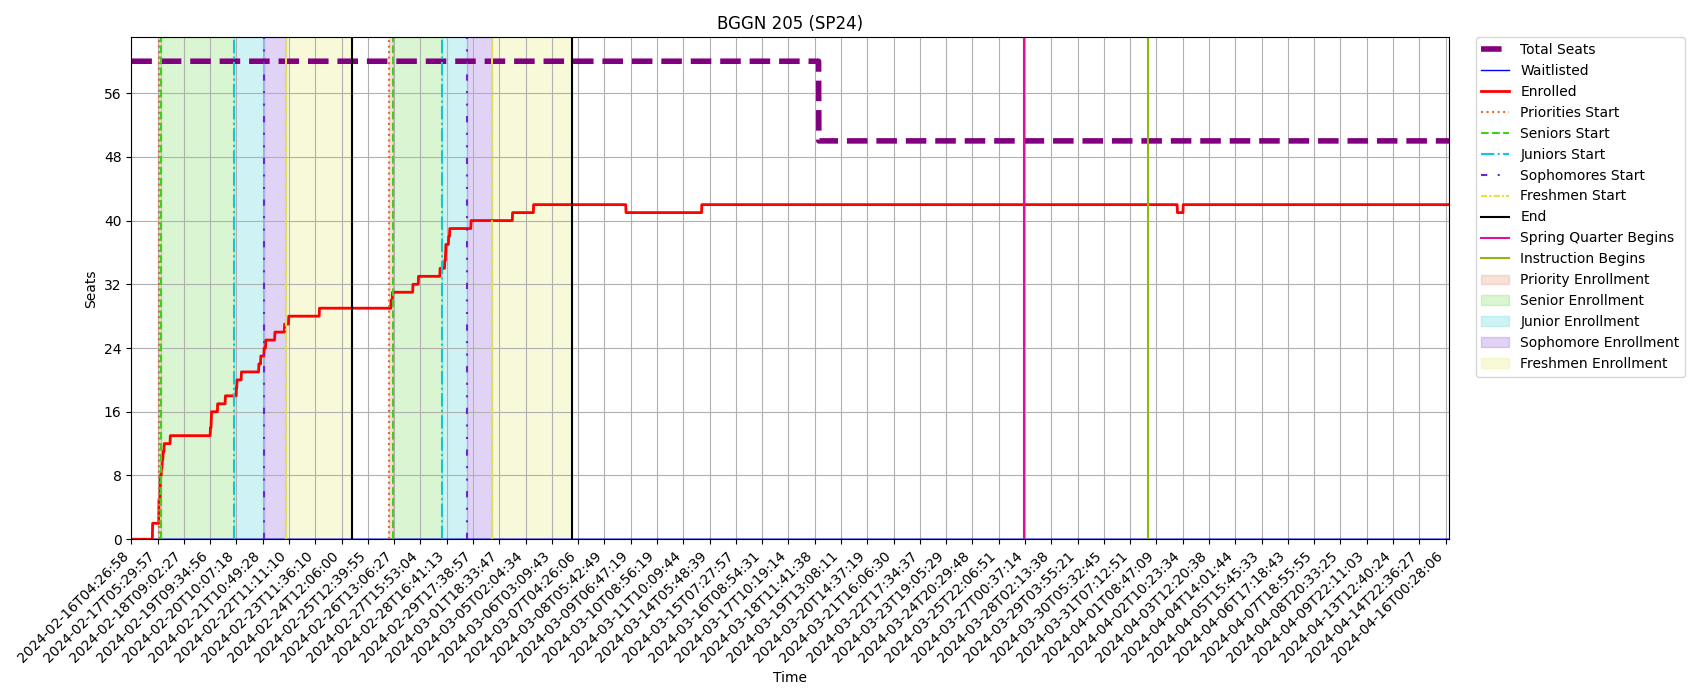 BGGN 205 (SP24)
Seats
56
48
40
32
24
16
8
0
2024-02-16T04:26:58
2024-02-17T05:29:57
2024-02-18T09:02:27
2024-02-19T09:34:56
2024-02-20T10:07:18
2024-02-21T10:49:28
2024-02-22T11:11:10
2024-02-23T11:36:10
2024-02-24T12:06:00
2024-02-25T12:39:55
2024-02-26T13:06:27
2024-02-27T15:53:04
2024-02-28T16:41:13
2024-02-29T17:38:57
2024-03-01T18:33:47
2024-03-05T02:04:34
2024-03-06T03:09:43
2024-03-07T04:26:06
2024-03-08T05:42:49
2024-03-09T06:47:19
2024-03-10T08:56:19
2024-03-11T10:09:44
2024-03-14T05:48:39
2024-03-15T07:27:57
2024-03-16T08:54:31
2024-03-17T10:19:14
2024-03-18T11:41:38
2024-03-19T13:08:11
2024-03-20T14:37:19
2024-03-21T16:06:30
2024-03-22T17:34:37
2024-03-23T19:05:29
2024-03-24T20:29:48
2024-03-25T22:06:51
2024-03-27T00:37:14
2024-03-28T02:13:38
2024-03-29T03:55:21
2024-03-30T05:32:45
2024-03-31T07:12:51
2024-04-01T08:47:09
2024-04-02T10:23:34
2024-04-03T12:20:38
2024-04-04T14:01:44
2024-04-05T15:45:33
2024-04-06T17:18:43
2024-04-07T18:55:55
2024-04-08T20:33:25
2024-04-09T22:11:03
2024-04-13T12:40:24
2024-04-14T22:36:27
2024-04-16T00:28:06
Time
Total Seats
Waitlisted
Enrolled
Priorities Start
Seniors Start
Juniors Start
Sophomores Start
Freshmen Start
End
Spring Quarter Begins
Instruction Begins
Priority Enrollment
Senior Enrollment
Junior Enrollment
Sophomore Enrollment
Freshmen Enrollment